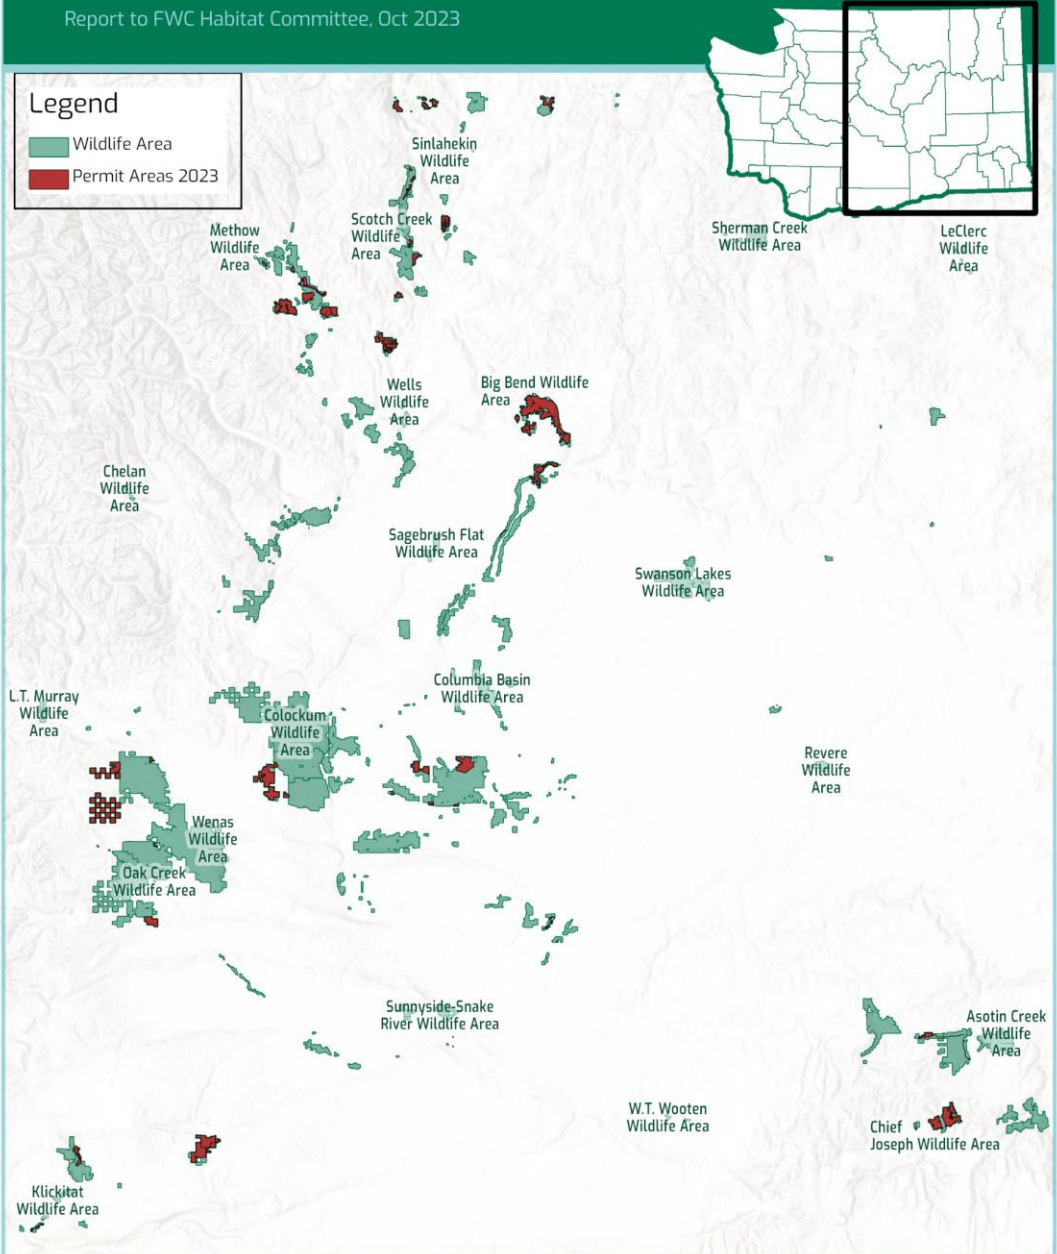 Report to FWC Habitat Committee, Oct 2023
Legend
Wildlife Area
Permit Areas 2023
Sinlahekin
Wildlife
Area
Methow
Wildlife
Area
Scotch Creek
Wildlife
Area
Sherman Creek
Wildlife Area
LeClerc
Wildlife
Area
Wells
Wildlife
Area
Big Bend Wildlife
Area
Chelan
Wildlife
Area
Sagebrush Flat
Wildlife Area
Swanson Lakes
Wildlife Area
L.T. Murray
Wildlife
Area
Colockum
Wildlife
Area
Columbia Basin
Wildlife Area
Revere
Wildlife
Area
Wenas
Wildlife
Area
Oak Creek
Wildlife Area
Sunnyside-Snake
River Wildlife Area
Asotin Creek
Wildlife
Area
W.T. Wooten
Wildlife Area
Chief
Joseph Wildlife Area
Klickitat
Wildlife Area